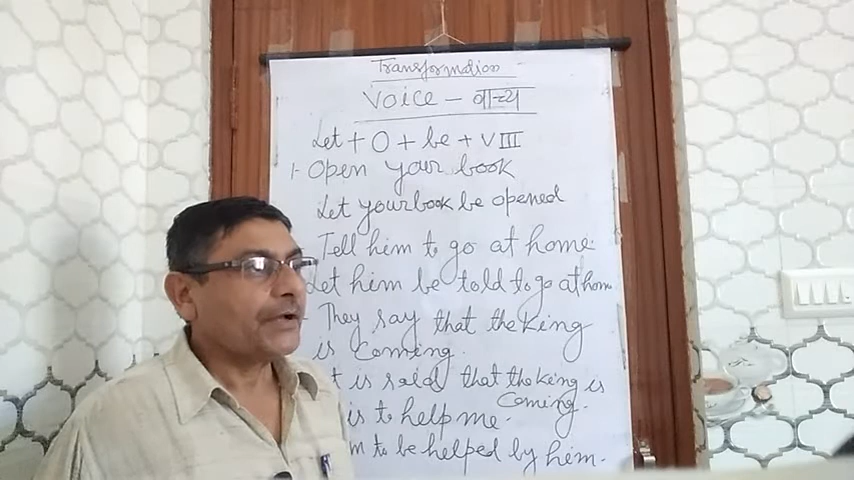 Transformation
Voice – वाच्य
Let + O + be + V III
1- Open your book
Let your book be opened
Tell him to go at home.
Let him be told to go at hom
They say that the King
is coming.
t is said that the King is
coming.
is to help me.
m to be helped by him.